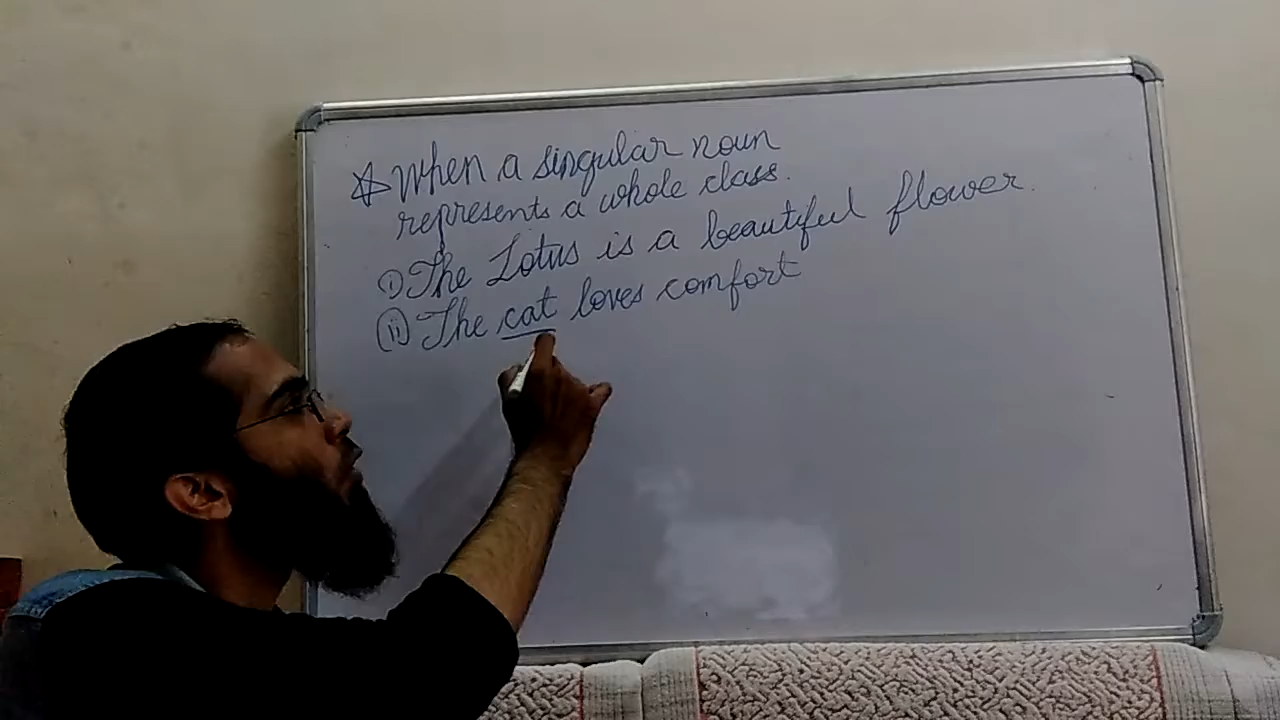 ☆ When a singular noun
represents a whole class.
(i) The Lotus is a beautiful flower.
(ii) The cat loves comfort